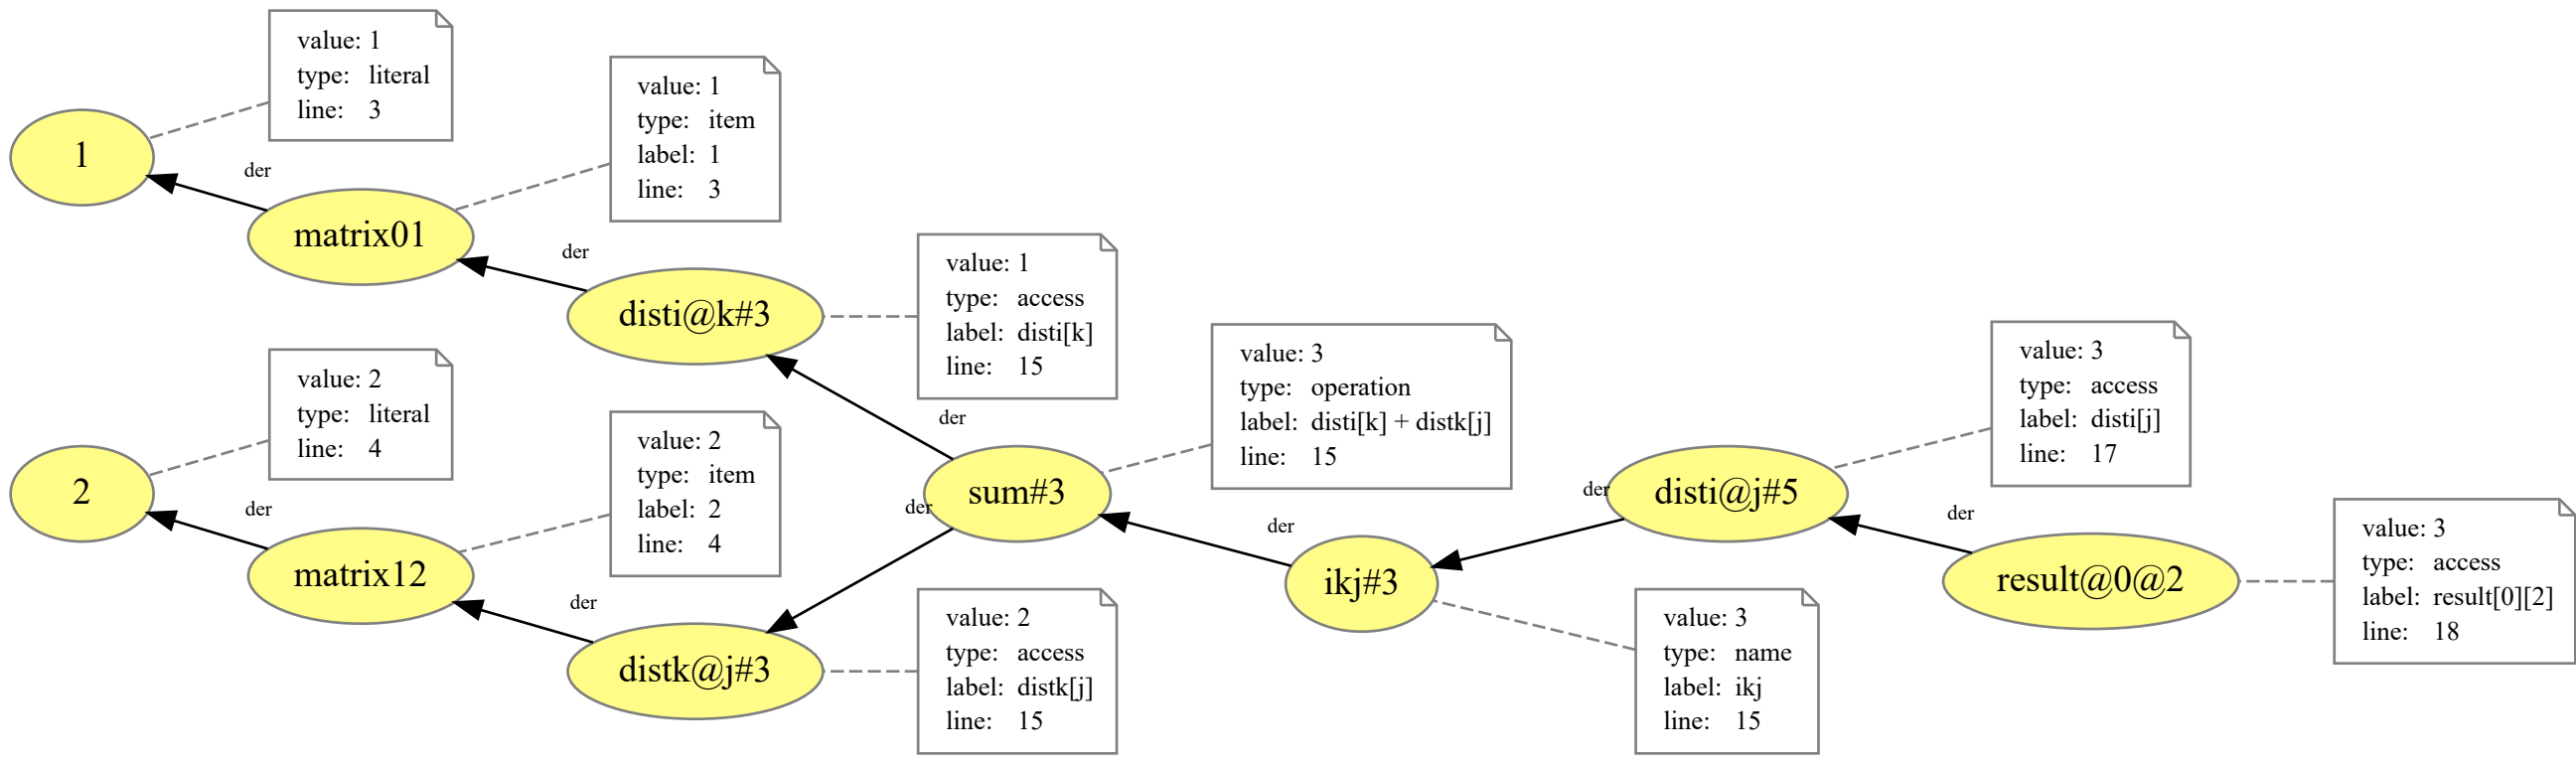 value: 1
type: literal
line: 3
1
der
matrix01
value: 1
type: item
label: 1
line: 3
der
disti@k#3
value: 1
type: access
label: disti[k]
line: 15
value: 2
type: literal
line: 4
2
der
matrix12
value: 2
type: item
label: 2
line: 4
der
distk@j#3
value: 2
type: access
label: distk[j]
line: 15
der
der
sum#3
value: 3
type: operation
label: disti[k] + distk[j]
line: 15
der
ikj#3
value: 3
type: name
label: ikj
line: 15
der
disti@j#5
value: 3
type: access
label: disti[j]
line: 17
der
result@0@2
value: 3
type: access
label: result[0][2]
line: 18